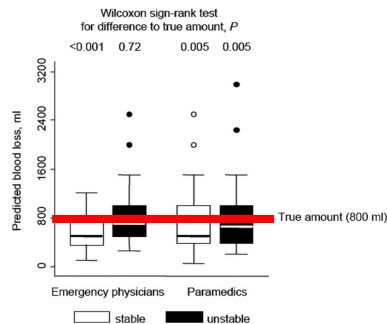 Wilcoxon sign-rank test
for difference to true amount, P
<0.001 0.72 0.005 0.005
Predicted blood loss, ml
3200
2400
1600
800
0
True amount (800 ml)
Emergency physicians Paramedics
stable unstable